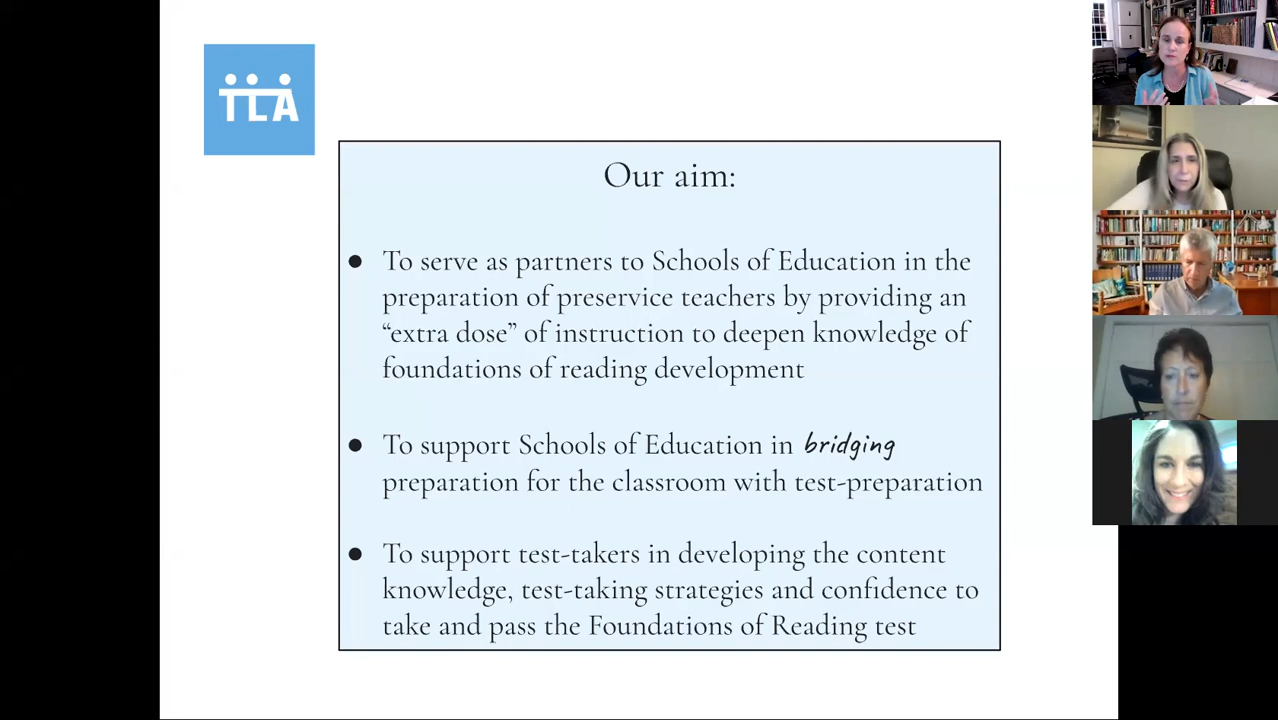 TLA
Our aim:
● To serve as partners to Schools of Education in the
preparation of preservice teachers by providing an
“extra dose” of instruction to deepen knowledge of
foundations of reading development
● To support Schools of Education in bridging
preparation for the classroom with test-preparation
● To support test-takers in developing the content
knowledge, test-taking strategies and confidence to
take and pass the Foundations of Reading test